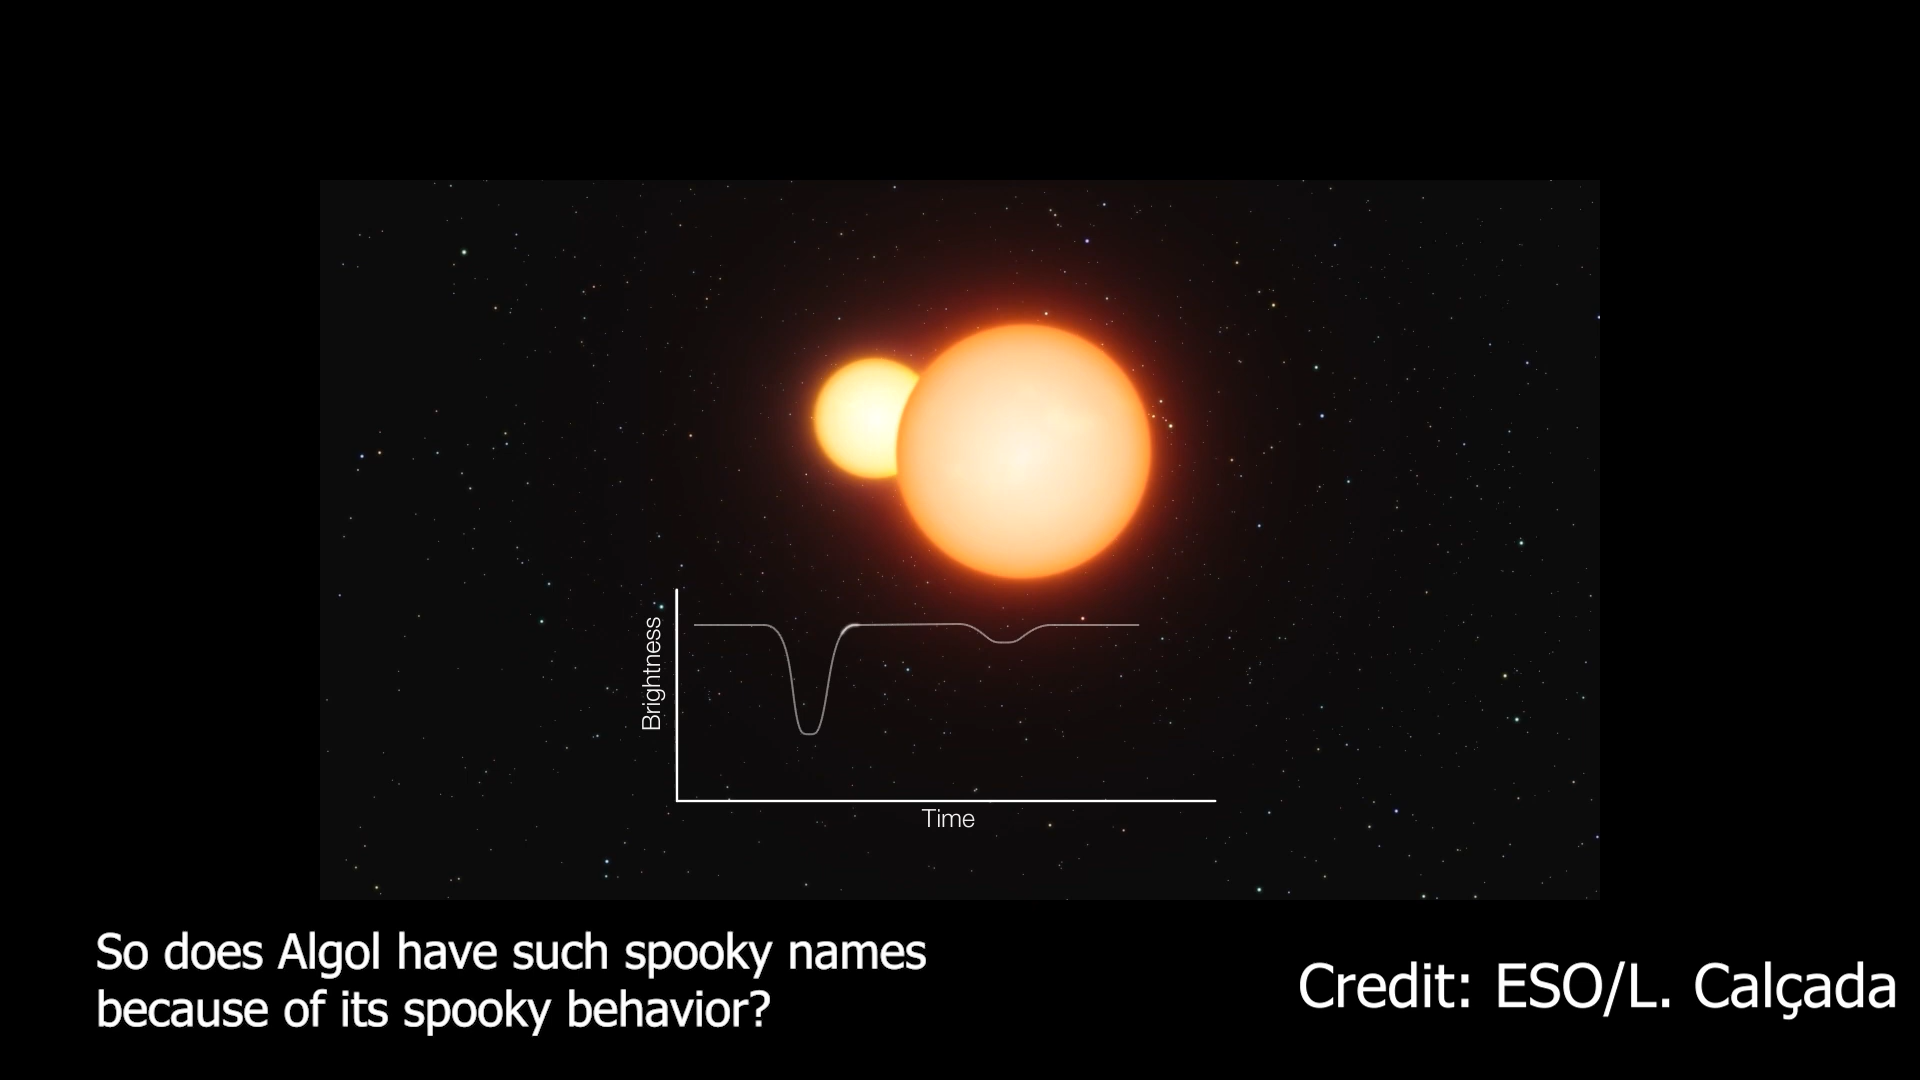 Brightness
Time
So does Algol have such spooky names
because of its spooky behavior?
Credit: ESO/L. Calçada